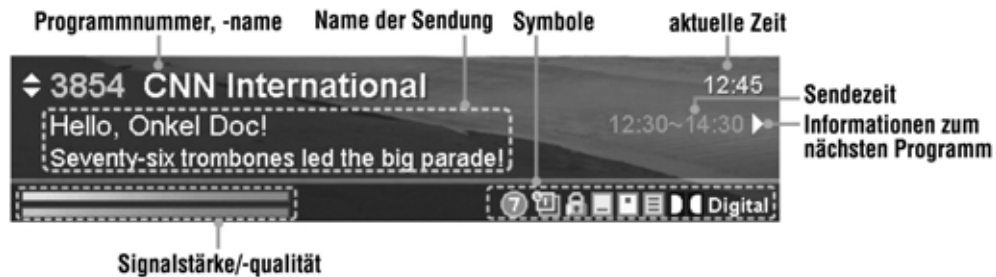 Programmnummer, -name
Name der Sendung
Symbole
aktuelle Zeit
3854 CNN International
12:45
Sendezeit
Hello, Onkel Doc!
12:30~14:30
Informationen zum
nächsten Programm
Seventy-six trombones led the big parade!
7
Digital
Signalstärke/-qualität